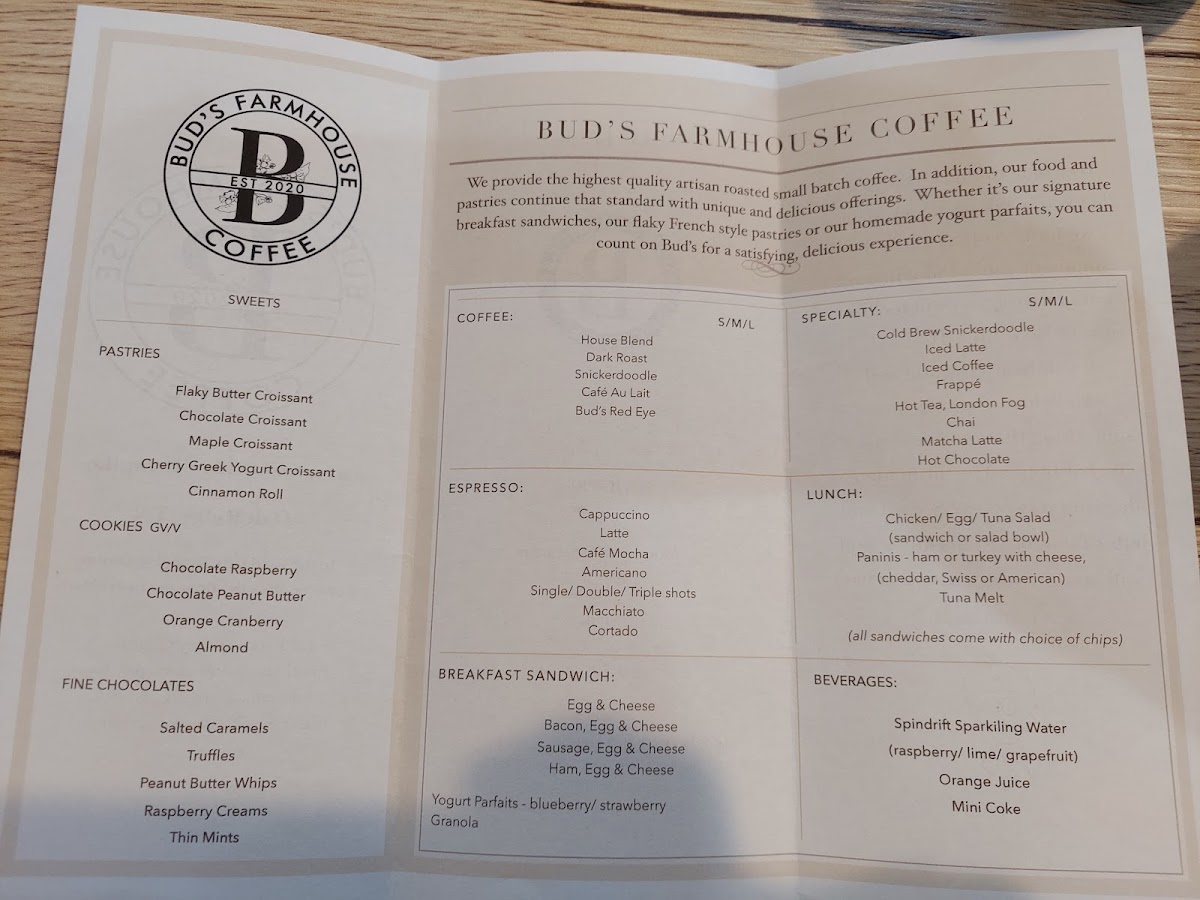 BUD'S FARMHOUSE
B
EST 2020
COFFEE
SWEETS
PASTRIES
Flaky Butter Croissant
Chocolate Croissant
Maple Croissant
Cherry Greek Yogurt Croissant
Cinnamon Roll
COOKIES GV/V
Chocolate Raspberry
Chocolate Peanut Butter
Orange Cranberry
Almond
FINE CHOCOLATES
Salted Caramels
Truffles
Peanut Butter Whips
Raspberry Creams
Thin Mints
BUD'S FARMHOUSE COFFEE
We provide the highest quality artisan roasted small batch coffee. In addition, our food and
pastries continue that standard with unique and delicious offerings. Whether it's our signature
breakfast sandwiches, our flaky French style pastries or our homemade yogurt parfaits, you can
count on Bud's for a satisfying, delicious experience.
COFFEE: S/M/L
House Blend
Dark Roast
Snickerdoodle
Café Au Lait
Bud's Red Eye
SPECIALTY: S/M/L
Cold Brew Snickerdoodle
Iced Latte
Iced Coffee
Frappé
Hot Tea, London Fog
Chai
Matcha Latte
Hot Chocolate
ESPRESSO:
Cappuccino
Latte
Café Mocha
Americano
Single/ Double/ Triple shots
Macchiato
Cortado
LUNCH:
Chicken/ Egg/ Tuna Salad
(sandwich or salad bowl)
Paninis - ham or turkey with cheese,
(cheddar, Swiss or American)
Tuna Melt
(all sandwiches come with choice of chips)
BREAKFAST SANDWICH:
Egg & Cheese
Bacon, Egg & Cheese
Sausage, Egg & Cheese
Ham, Egg & Cheese
Yogurt Parfaits - blueberry/ strawberry
Granola
BEVERAGES:
Spindrift Sparkiling Water
(raspberry/ lime/ grapefruit)
Orange Juice
Mini Coke